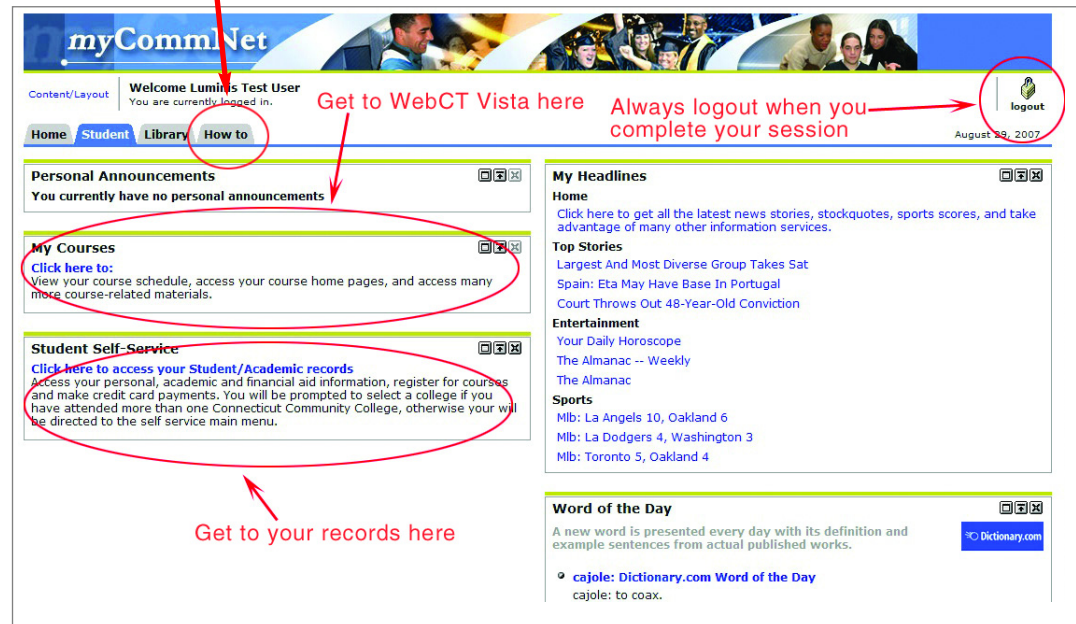 myCommNet
Content/Layout
Welcome Luminis Test User
You are currently logged in.
Get to WebCT Vista here
Always logout when you
complete your session
logout
Home Student Library How to
August 29, 2007
Personal Announcements
You currently have no personal announcements
My Courses
Click here to:
View your course schedule, access your course home pages, and access many
more course-related materials.
Student Self-Service
Click here to access your Student/Academic records
Access your personal, academic and financial aid information, register for courses
and make credit card payments. You will be prompted to select a college if you
have attended more than one Connecticut Community College, otherwise your will
be directed to the self service main menu.
Get to your records here
My Headlines
Home
Click here to get all the latest news stories, stockquotes, sports scores, and take
advantage of many other information services.
Top Stories
Largest And Most Diverse Group Takes Sat
Spain: Eta May Have Base In Portugal
Court Throws Out 48-Year-Old Conviction
Entertainment
Your Daily Horoscope
The Almanac -- Weekly
The Almanac
Sports
Mlb: La Angels 10, Oakland 6
Mlb: La Dodgers 4, Washington 3
Mlb: Toronto 5, Oakland 4
Word of the Day
A new word is presented every day with its definition and
example sentences from actual published works.
Dictionary.com
cajole: Dictionary.com Word of the Day
cajole: to coax.